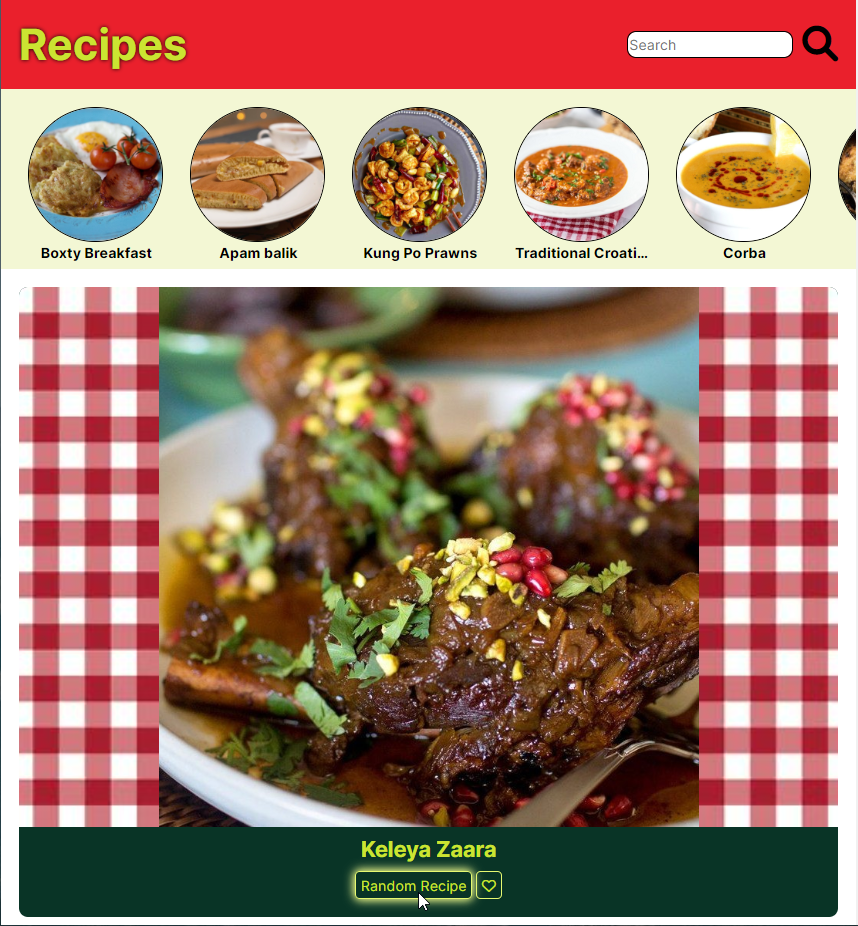 Recipes
Search
Boxty Breakfast
Apam balik
Kung Po Prawns
Traditional Croati...
Corba
Keleya Zaara
Random Recipe